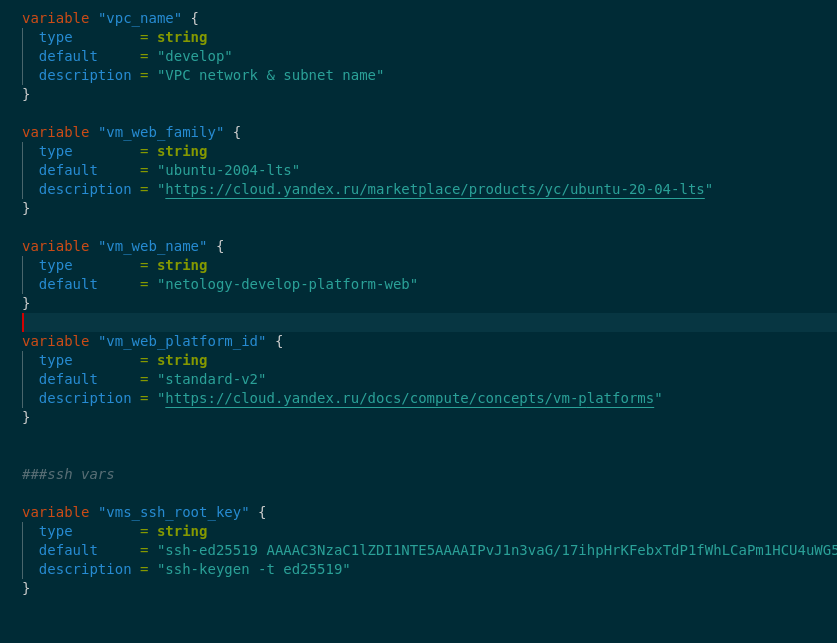 variable "vpc_name" {
  type        = string
  default     = "develop"
  description = "VPC network & subnet name"
}

variable "vm_web_family" {
  type        = string
  default     = "ubuntu-2004-lts"
  description = "https://cloud.yandex.ru/marketplace/products/yc/ubuntu-20-04-lts"
}

variable "vm_web_name" {
  type        = string
  default     = "netology-develop-platform-web"
}

variable "vm_web_platform_id" {
  type        = string
  default     = "standard-v2"
  description = "https://cloud.yandex.ru/docs/compute/concepts/vm-platforms"
}


###ssh vars

variable "vms_ssh_root_key" {
  type        = string
  default     = "ssh-ed25519 AAAAC3NzaC1lZDI1NTE5AAAAIPvJ1n3vaG/17ihpHrKFebxTdP1fWhLCaPm1HCU4uWG5
  description = "ssh-keygen -t ed25519"
}